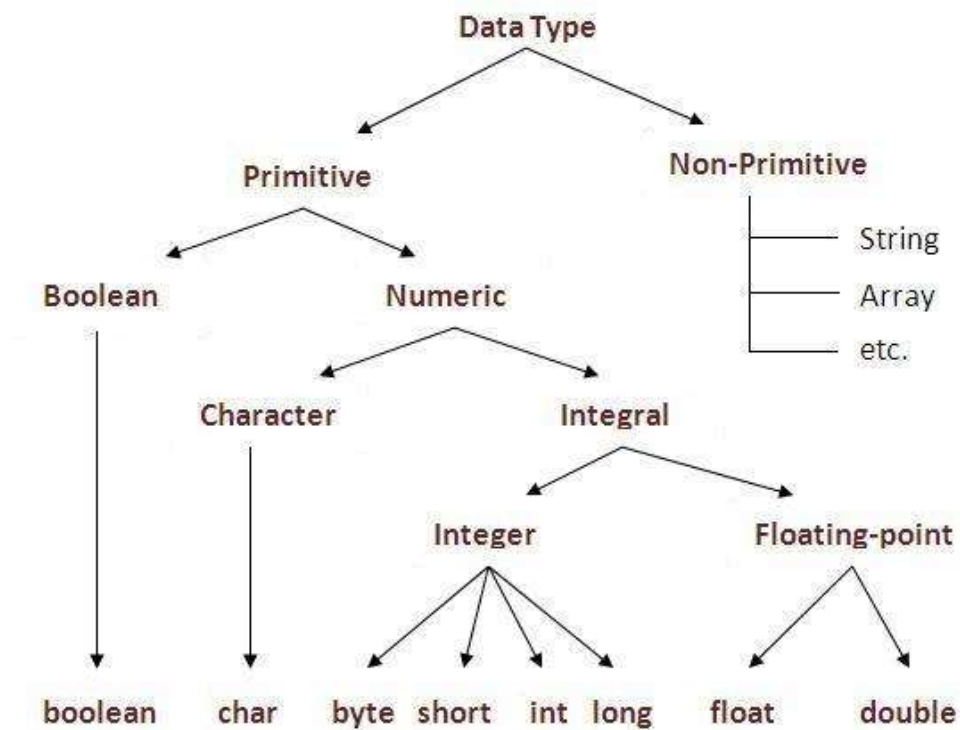 Data Type
Primitive
Non-Primitive
String
Array
etc.
Boolean
Numeric
Character
Integral
Integer
Floating-point
boolean char byte short int long float double